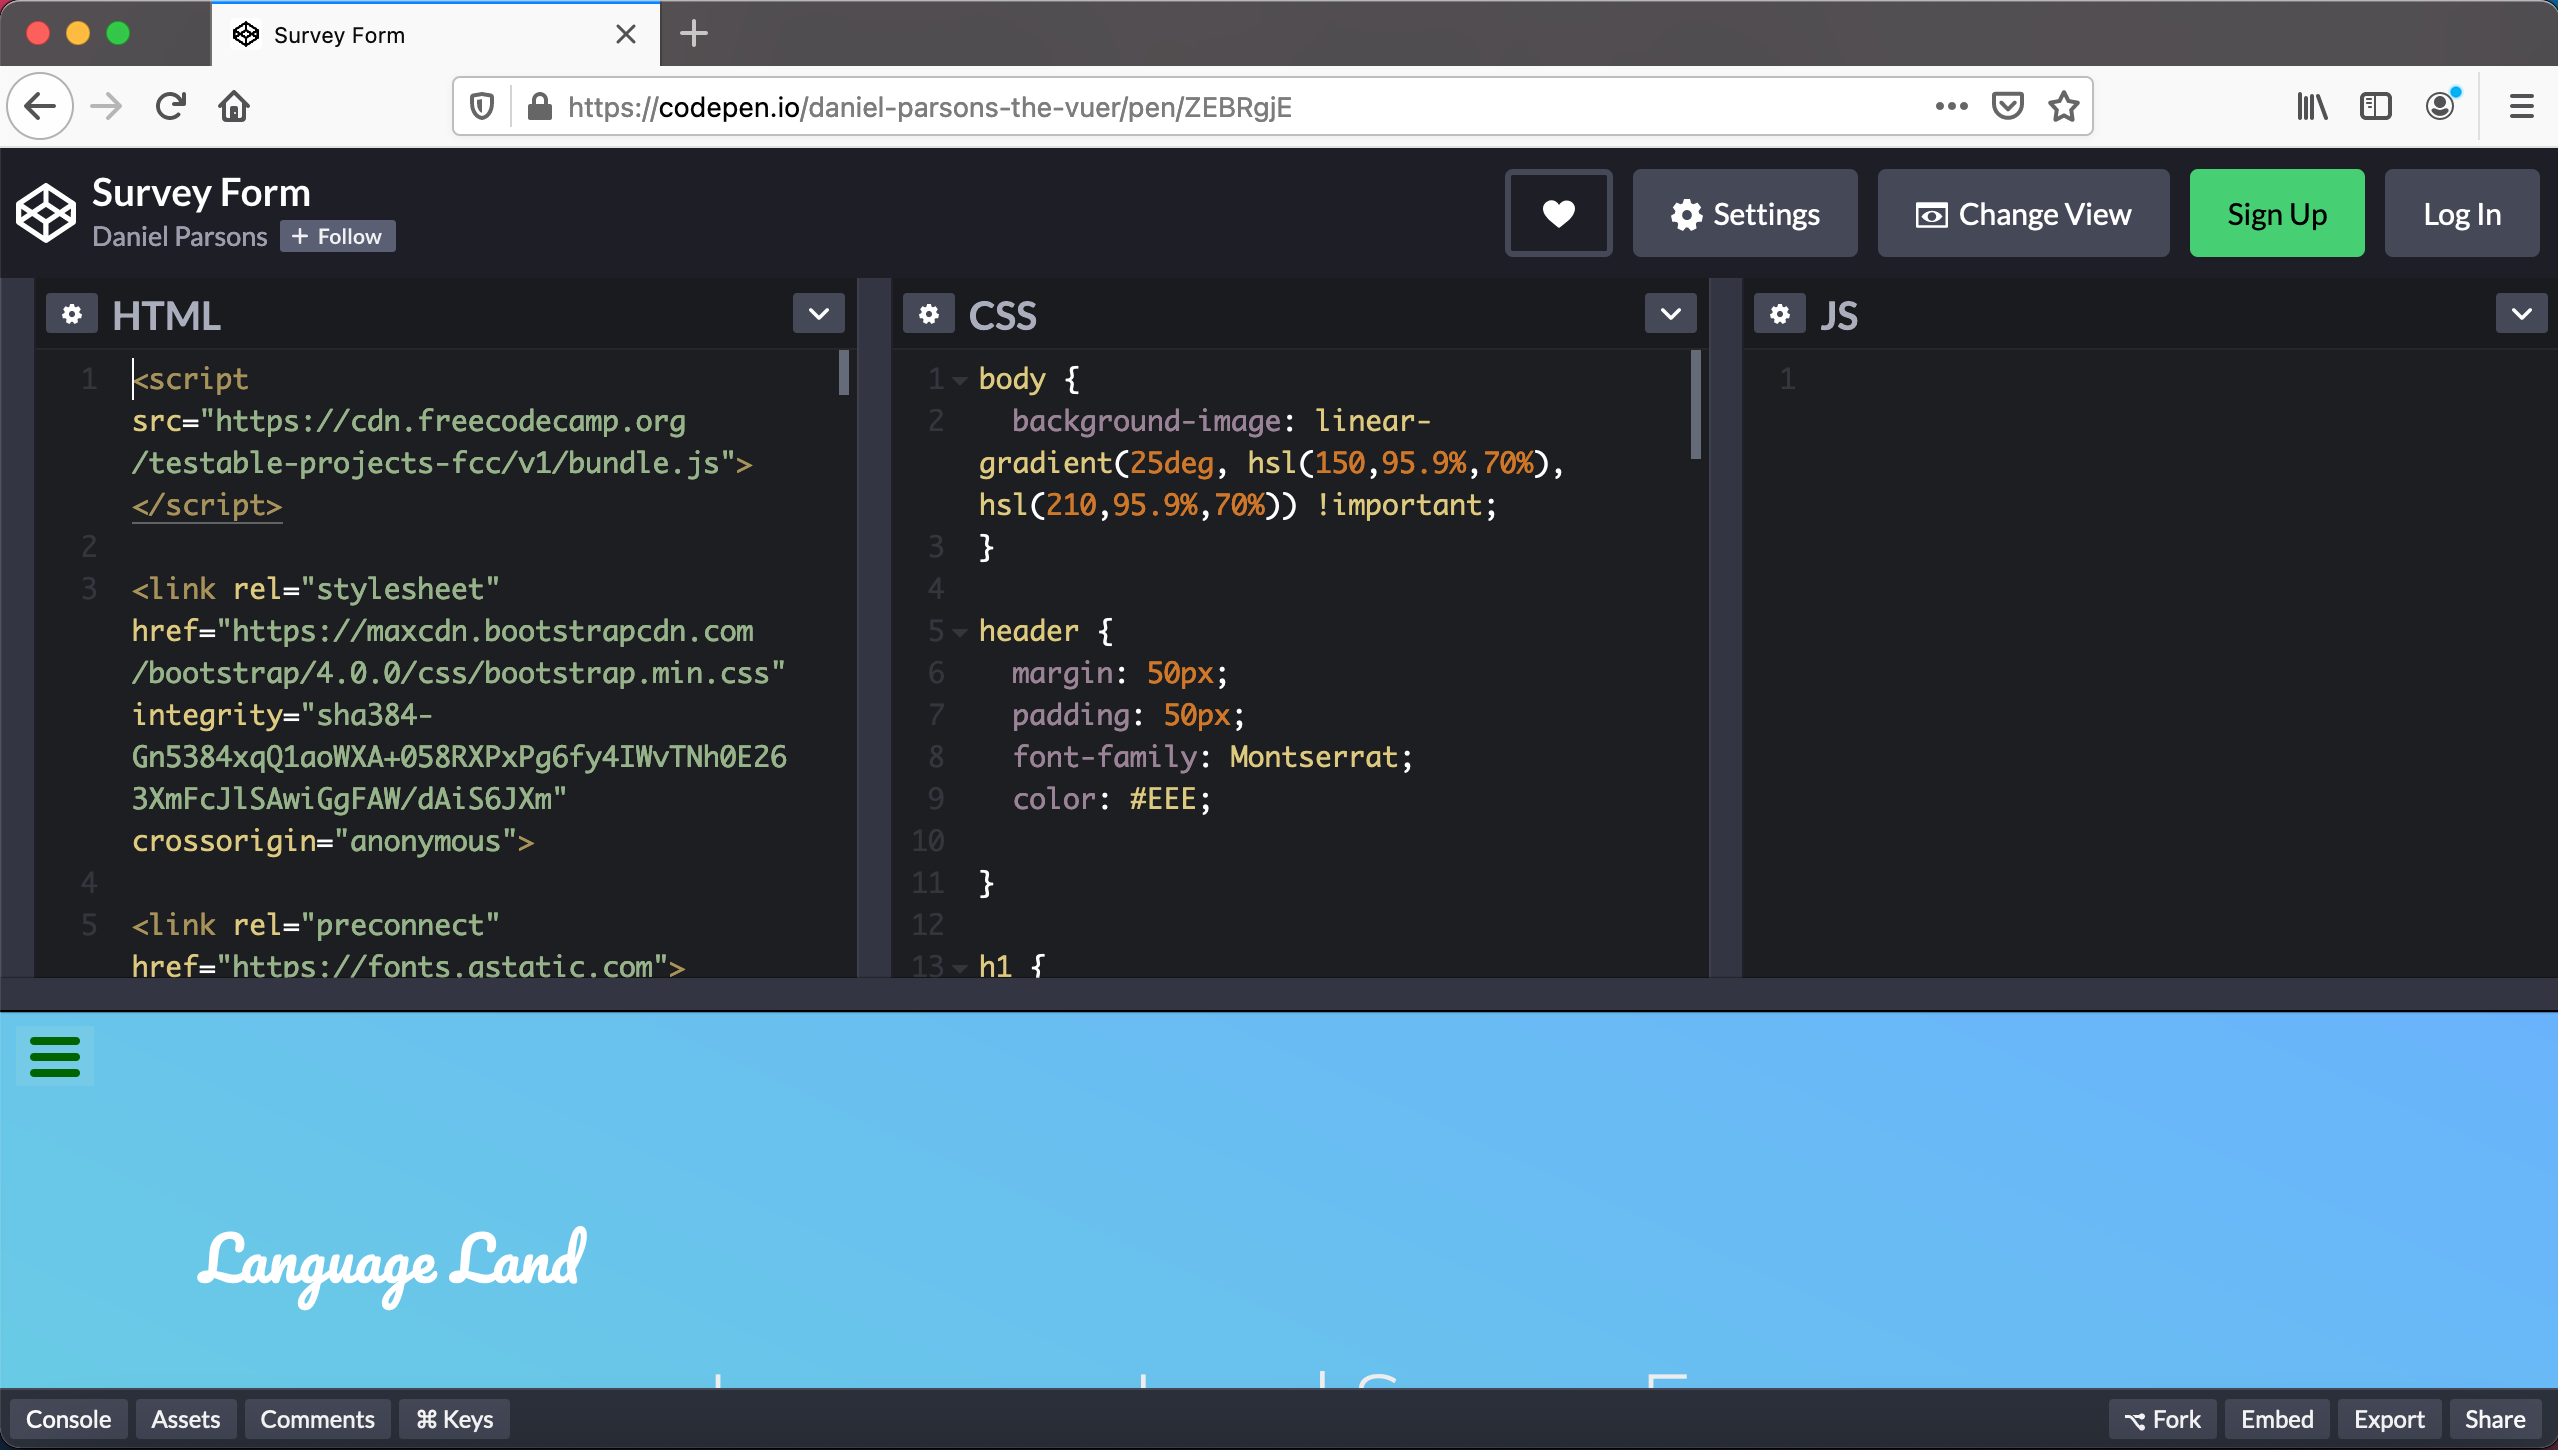 Survey Form
https://codepen.io/daniel-parsons-the-vuer/pen/ZEBRgjE
Survey Form
Daniel Parsons
+ Follow
Settings
Change View
Sign Up
Log In
HTML
1 <script
src="https://cdn.freecodecamp.org
/testable-projects-fcc/v1/bundle.js">
</script>
2
3 <link rel="stylesheet"
href="https://maxcdn.bootstrapcdn.com
/bootstrap/4.0.0/css/bootstrap.min.css"
integrity="sha384-
Gn5384xqQ1aoWXA+058RXPxPg6fy4IWvTNh0E26
3XmFcJlSAwiGgFAW/dAiS6JXm"
crossorigin="anonymous">
4
5 <link rel="preconnect"
href="https://fonts.gstatic.com">
CSS
1 body {
2 background-image: linear-
gradient(25deg, hsl(150,95.9%,70%),
hsl(210,95.9%,70%)) !important;
3 }
4
5 header {
6 margin: 50px;
7 padding: 50px;
8 font-family: Montserrat;
9 color: #EEE;
10
11 }
12
13 h1 {
JS
1
Language Land
Console
Assets
Comments
⌘ Keys
Fork
Embed
Export
Share